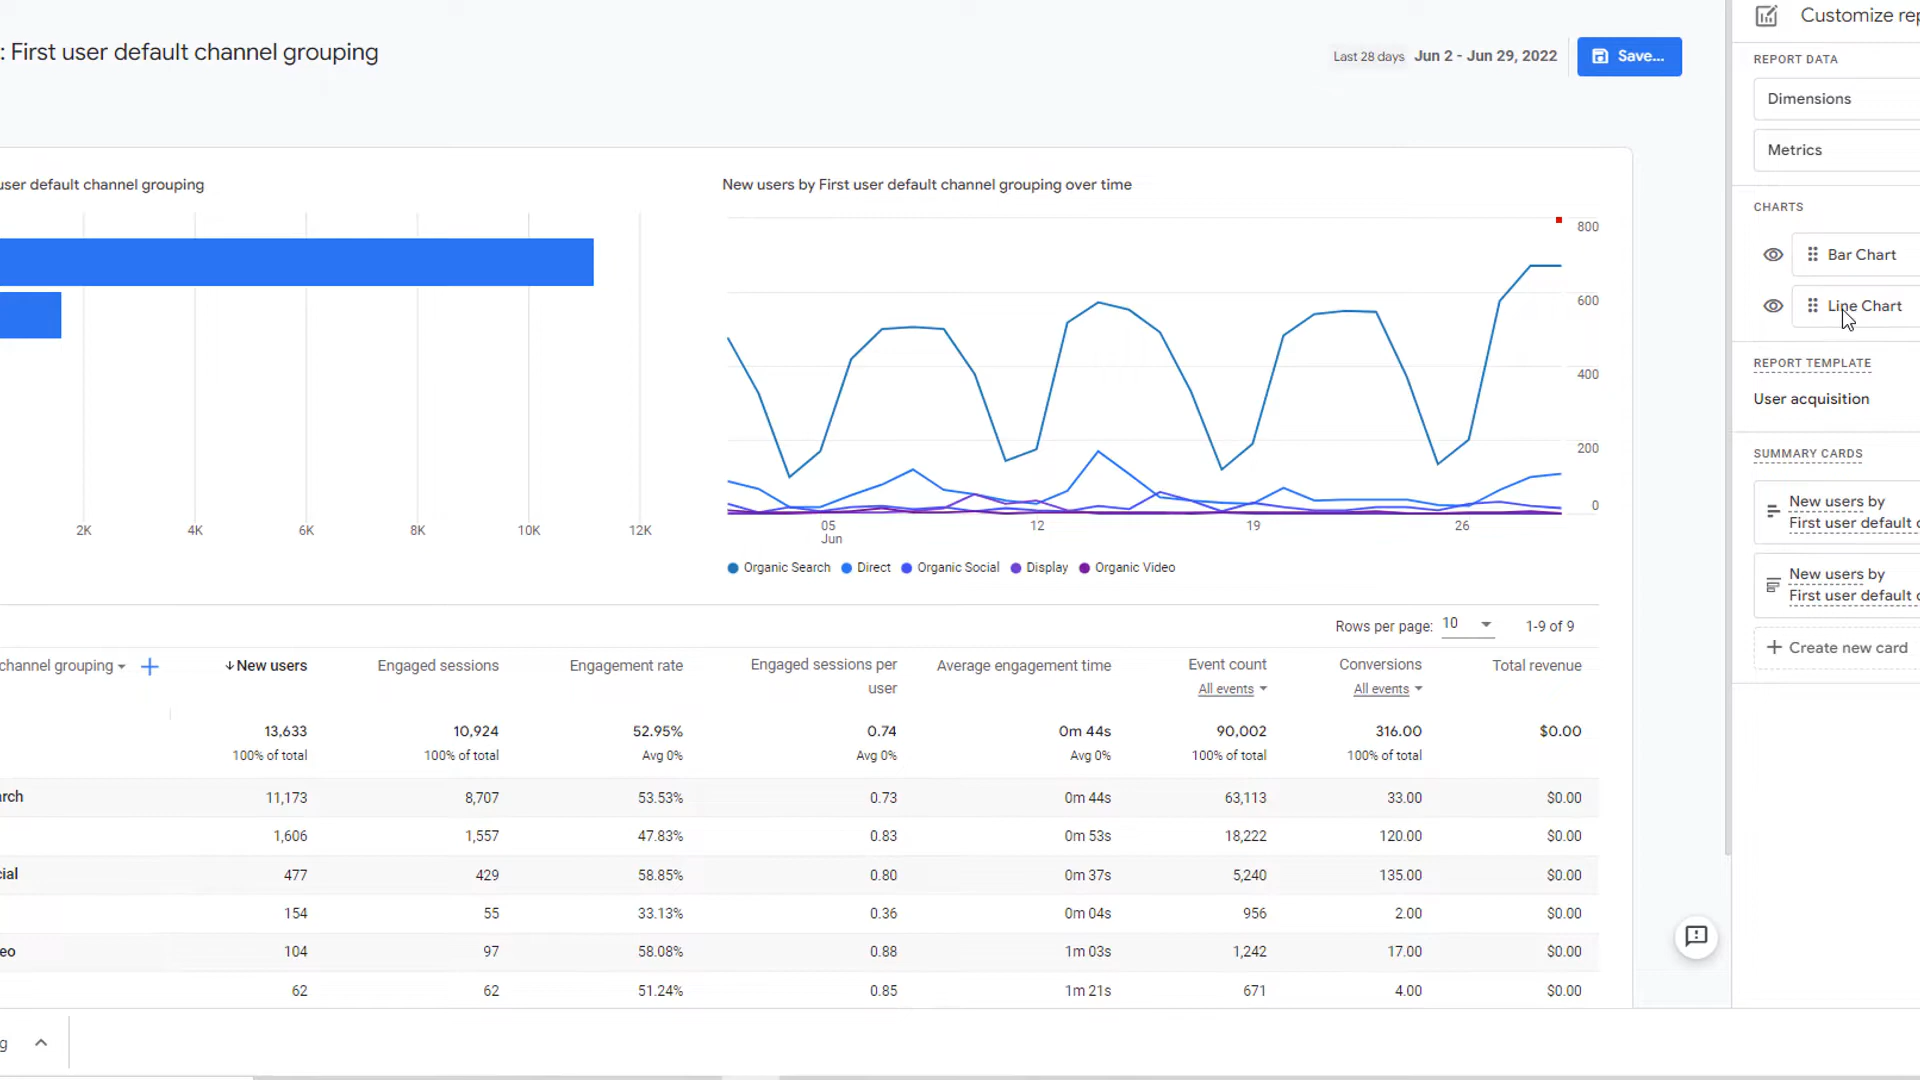 : First user default channel grouping
Last 28 days Jun 2 - Jun 29, 2022
Save...
Customize rep
REPORT DATA
Dimensions
Metrics
CHARTS
Bar Chart
Line Chart
REPORT TEMPLATE
User acquisition
SUMMARY CARDS
New users by
First user default c
New users by
First user default c
Create new card
user default channel grouping
2K 4K 6K 8K 10K 12K
New users by First user default channel grouping over time
800
600
400
200
0
05 12 19 26
Jun
Organic Search Direct Organic Social Display Organic Video
Rows per page: 10 1-9 of 9
channel grouping New users Engaged sessions Engagement rate Engaged sessions per user Average engagement time Event count Conversions Total revenue
All events All events
13,633 10,924 52.95% 0.74 0m 44s 90,002 316.00 $0.00
100% of total 100% of total Avg 0% Avg 0% Avg 0% 100% of total 100% of total
arch 11,173 8,707 53.53% 0.73 0m 44s 63,113 33.00 $0.00
1,606 1,557 47.83% 0.83 0m 53s 18,222 120.00 $0.00
cial 477 429 58.85% 0.80 0m 37s 5,240 135.00 $0.00
154 55 33.13% 0.36 0m 04s 956 2.00 $0.00
eo 104 97 58.08% 0.88 1m 03s 1,242 17.00 $0.00
62 62 51.24% 0.85 1m 21s 671 4.00 $0.00
g